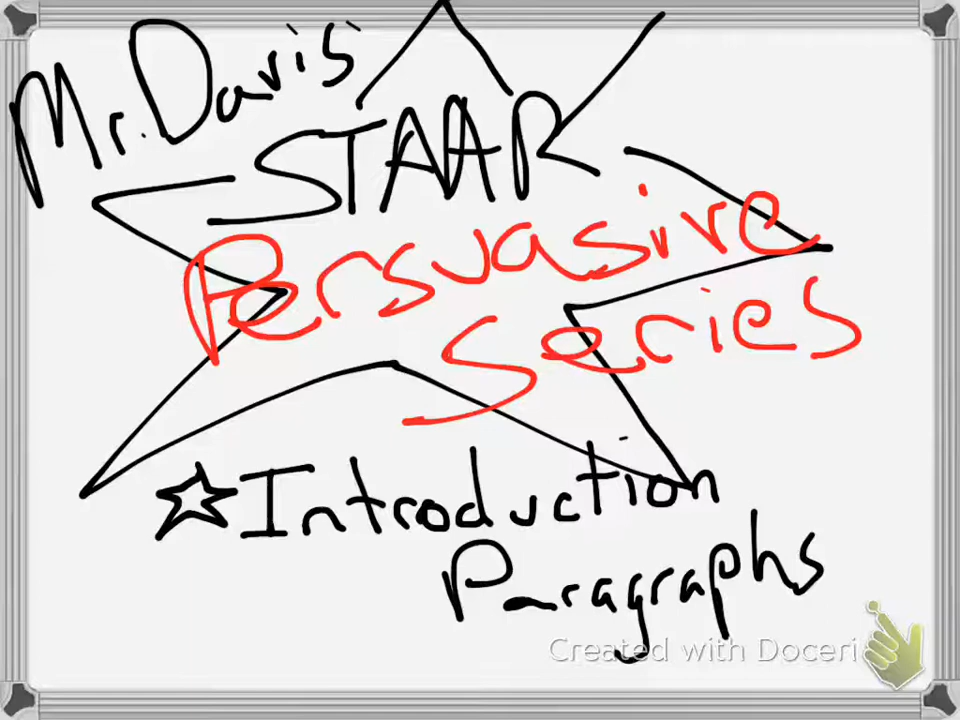 Mr. Davis'
STAAR
Persuasive
Series
☆Introduction
Paragraphs
Created with Doceri